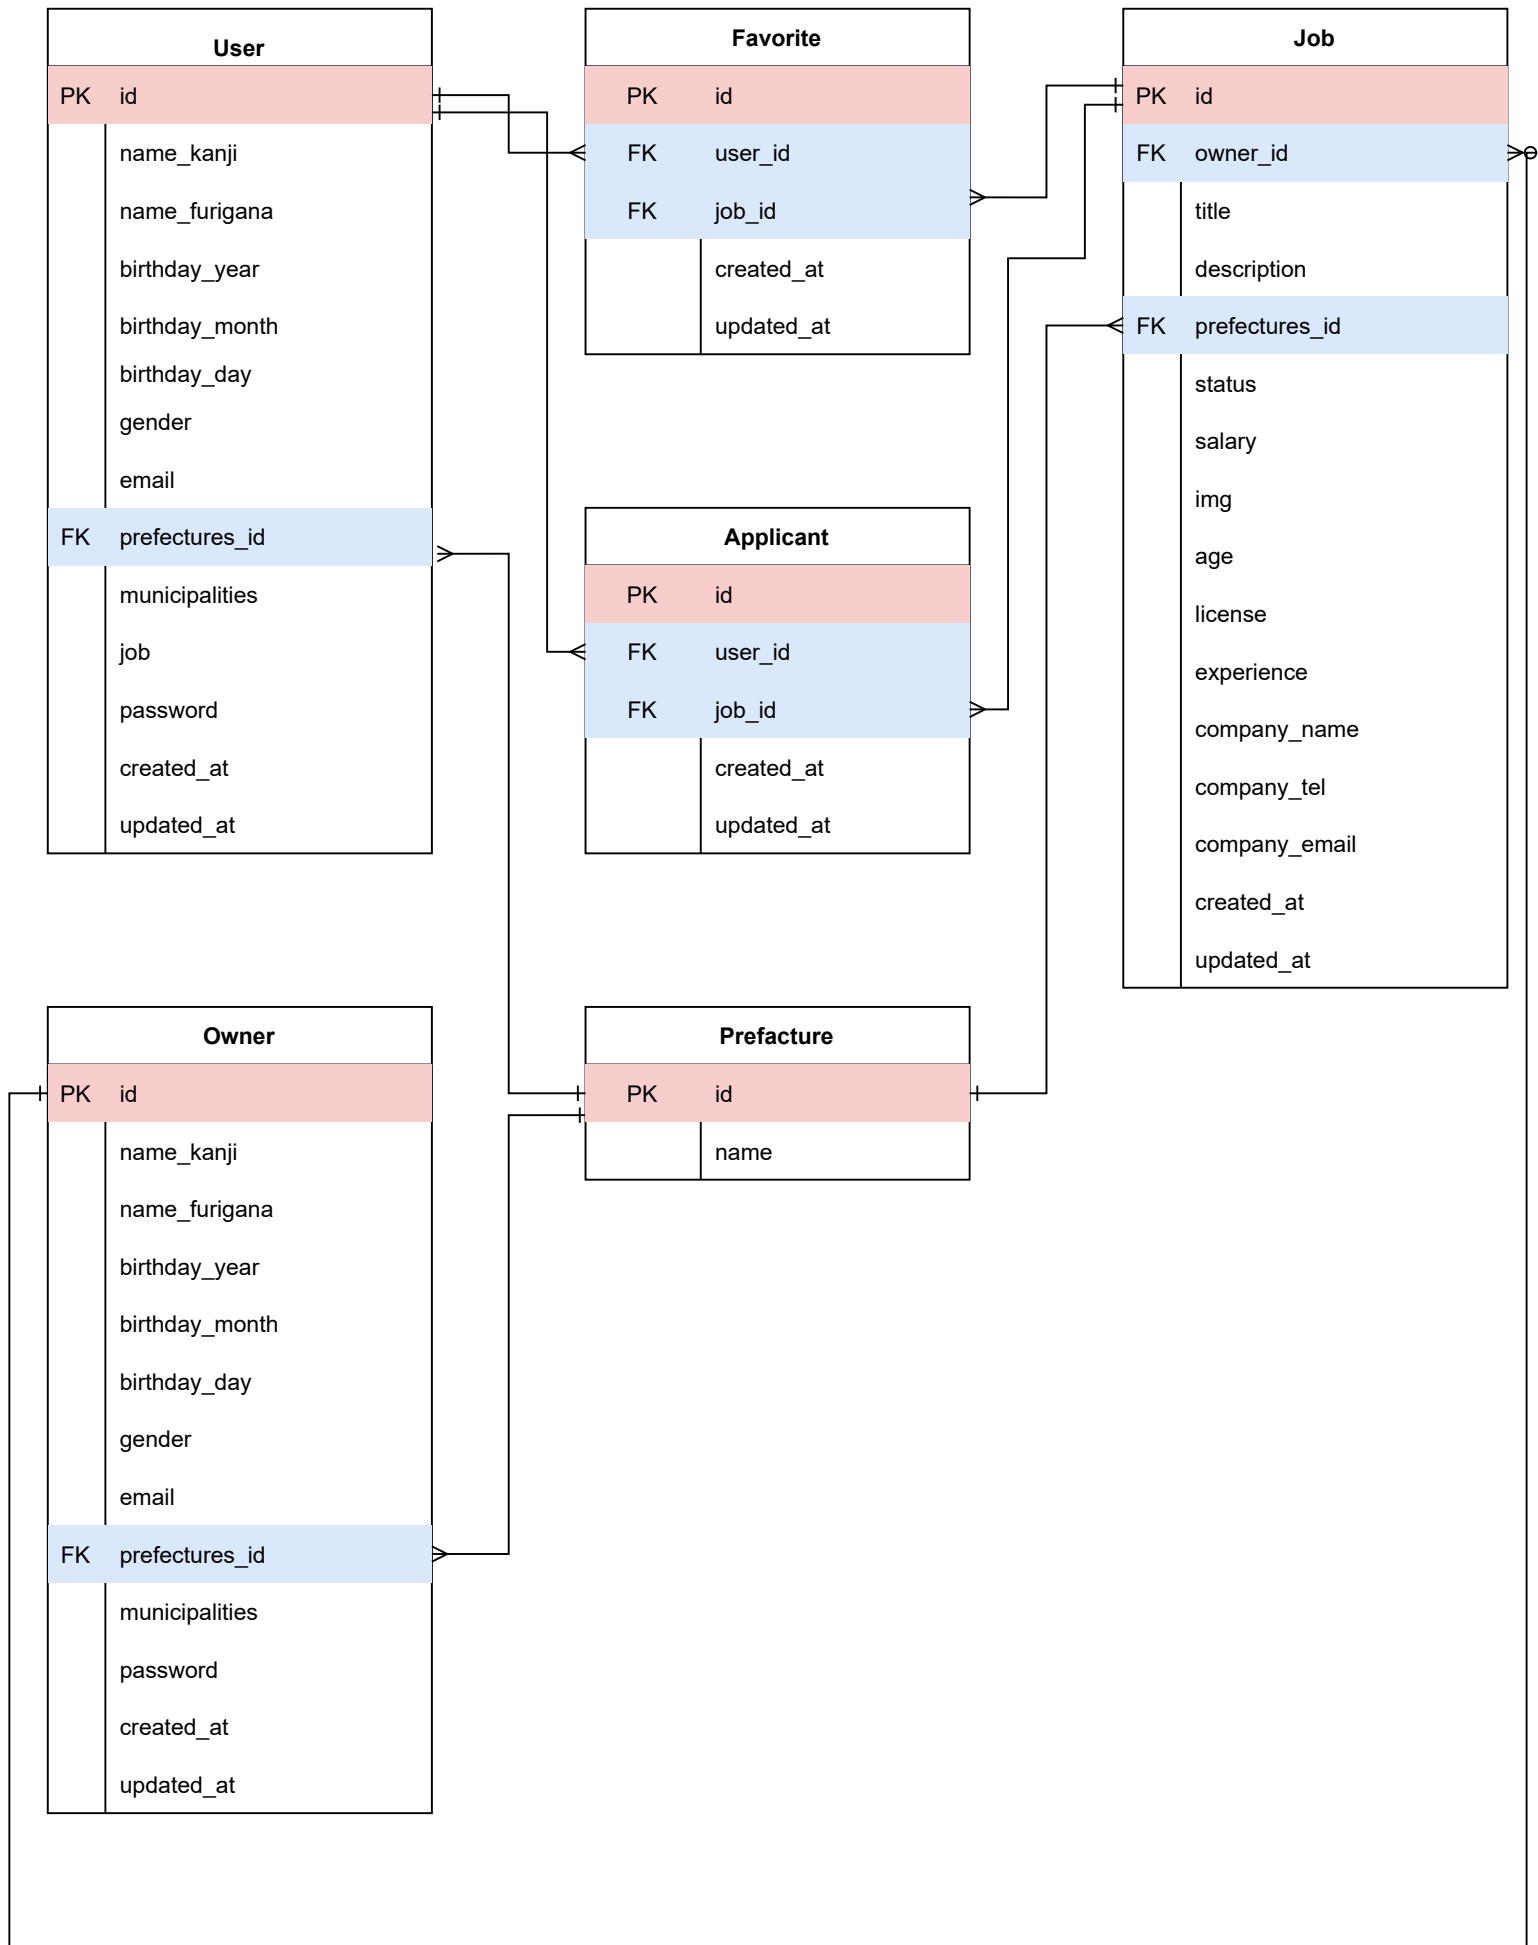 User
PK id
name_kanji
name_furigana
birthday_year
birthday_month
birthday_day
gender
email
FK prefectures_id
municipalities
job
password
created_at
updated_at
Favorite
PK id
FK user_id
FK job_id
created_at
updated_at
Job
PK id
FK owner_id
title
description
FK prefectures_id
status
salary
img
age
license
experience
company_name
company_tel
company_email
created_at
updated_at
Applicant
PK id
FK user_id
FK job_id
created_at
updated_at
Owner
PK id
name_kanji
name_furigana
birthday_year
birthday_month
birthday_day
gender
email
FK prefectures_id
municipalities
password
created_at
updated_at
Prefacture
PK id
name